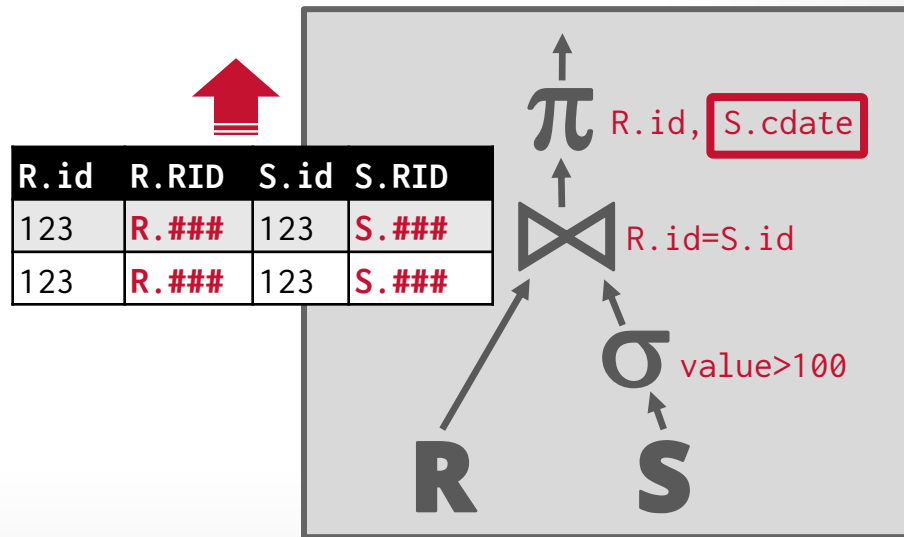 π R.id, S.cdate
R.id R.RID S.id S.RID
123 R.### 123 S.###
123 R.### 123 S.###
⋈ R.id=S.id
σ value>100
R S